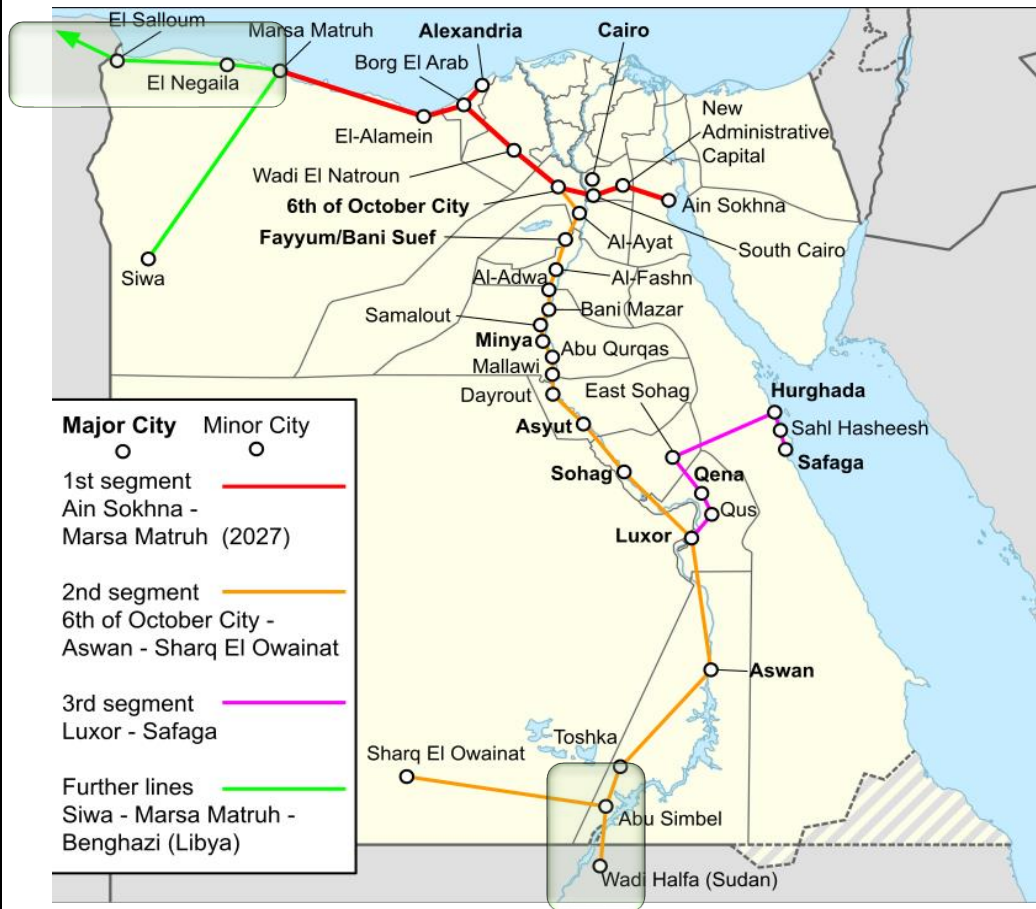 El Salloum
Marsa Matruh
Alexandria
Cairo
Borg El Arab
El Negaila
New
Administrative
Capital
El-Alamein
Wadi El Natroun
6th of October City
Ain Sokhna
Fayyum/Bani Suef
Al-Ayat
South Cairo
Siwa
Al-Adwa
Al-Fashn
Samalout
Bani Mazar
Minya
Abu Qurqas
Mallawi
Dayrout
East Sohag
Hurghada
Sahl Hasheesh
Asyut
Safaga
Sohag
Qena
Qus
Luxor
Aswan
Toshka
Sharq El Owainat
Abu Simbel
Wadi Halfa (Sudan)
Major City Minor City
1st segment
Ain Sokhna -
Marsa Matruh (2027)
2nd segment
6th of October City -
Aswan - Sharq El Owainat
3rd segment
Luxor - Safaga
Further lines
Siwa - Marsa Matruh -
Benghazi (Libya)